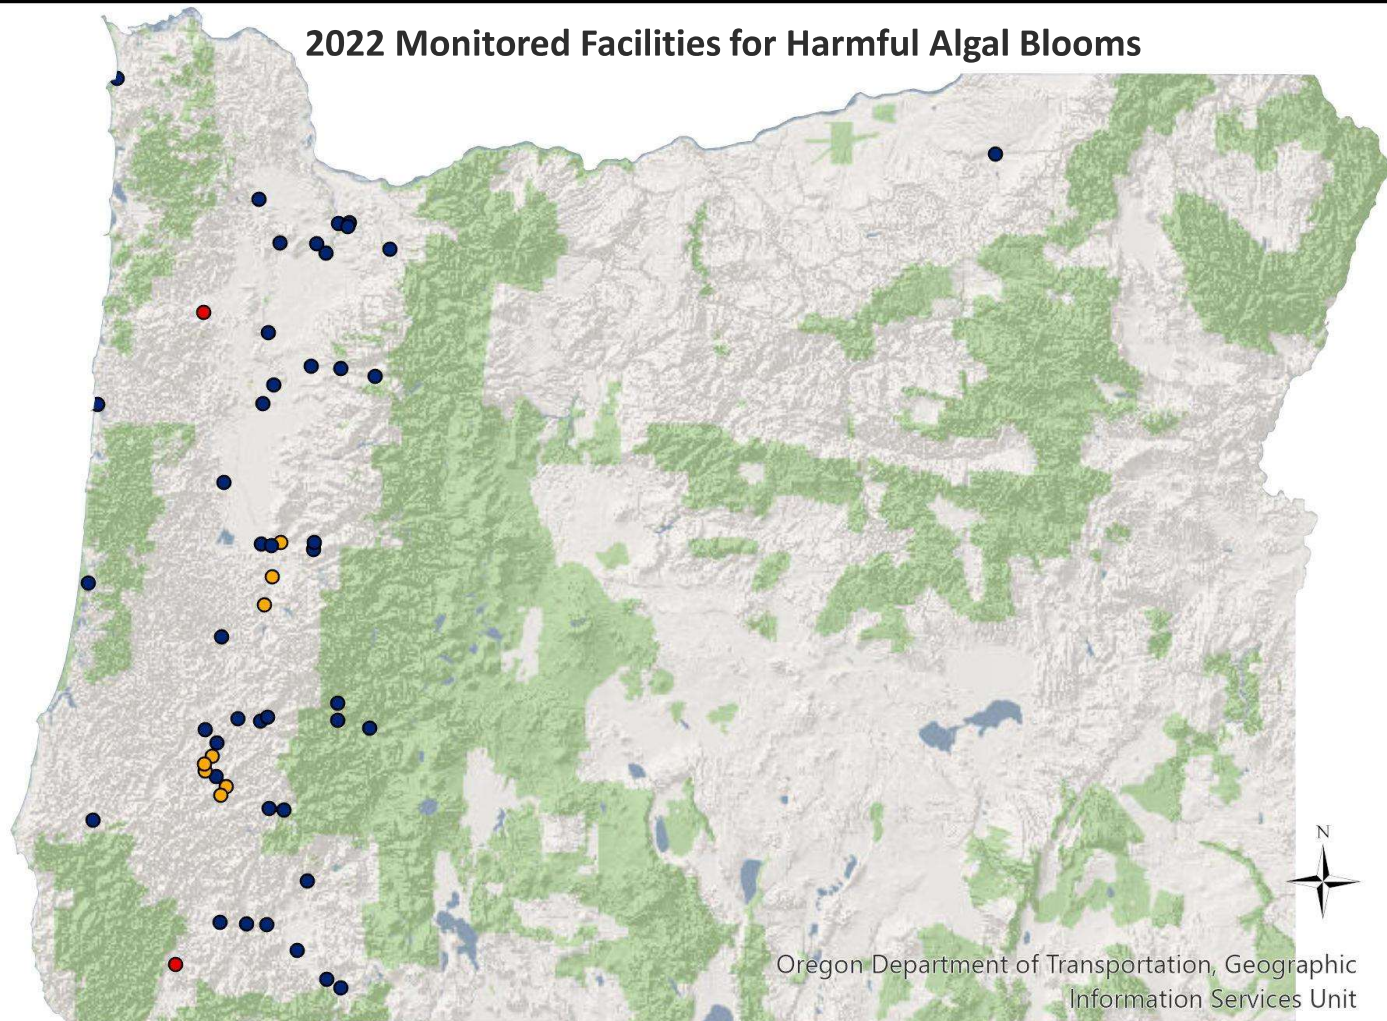 2022 Monitored Facilities for Harmful Algal Blooms
N
Oregon Department of Transportation, Geographic
Information Services Unit